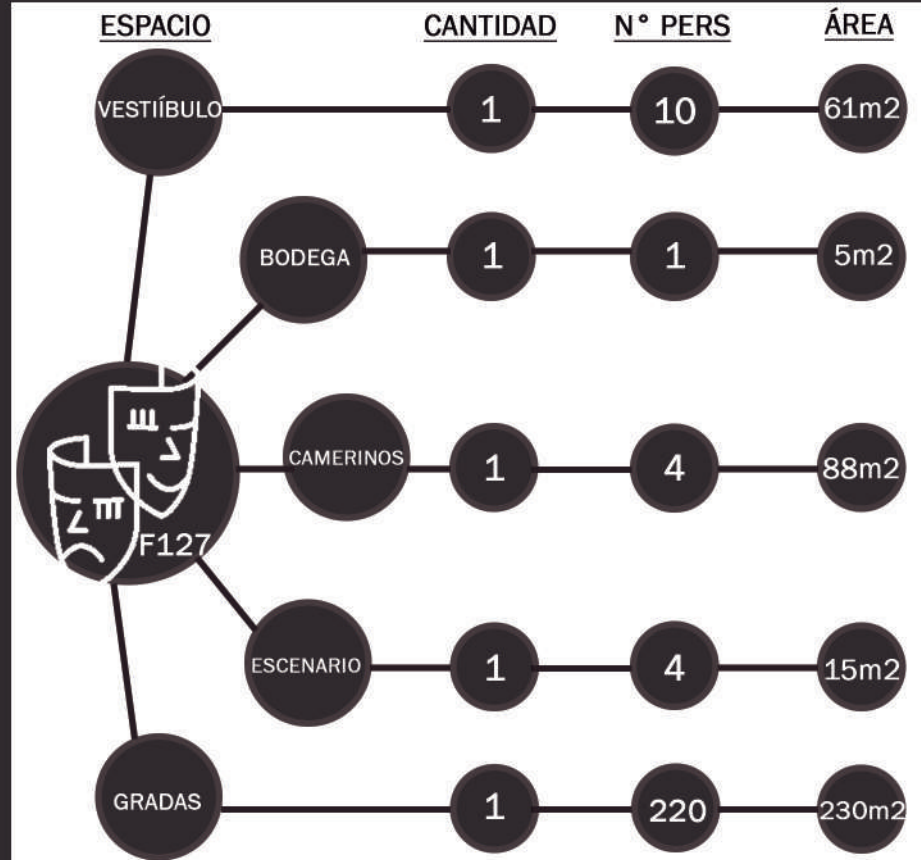 ESPACIO CANTIDAD N° PERS ÁREA
VESTIÍBULO 1 10 61m2
BODEGA 1 1 5m2
CAMERINOS 1 4 88m2
F127
ESCENARIO 1 4 15m2
GRADAS 1 220 230m2